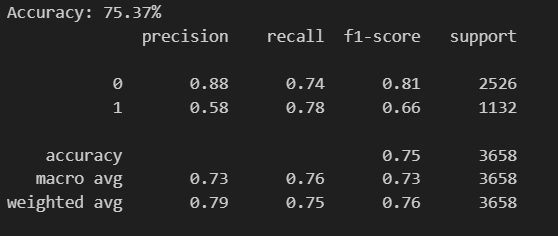 Accuracy: 75.37%
precision recall f1-score support
0 0.88 0.74 0.81 2526
1 0.58 0.78 0.66 1132
accuracy 0.75 3658
macro avg 0.73 0.76 0.73 3658
weighted avg 0.79 0.75 0.76 3658